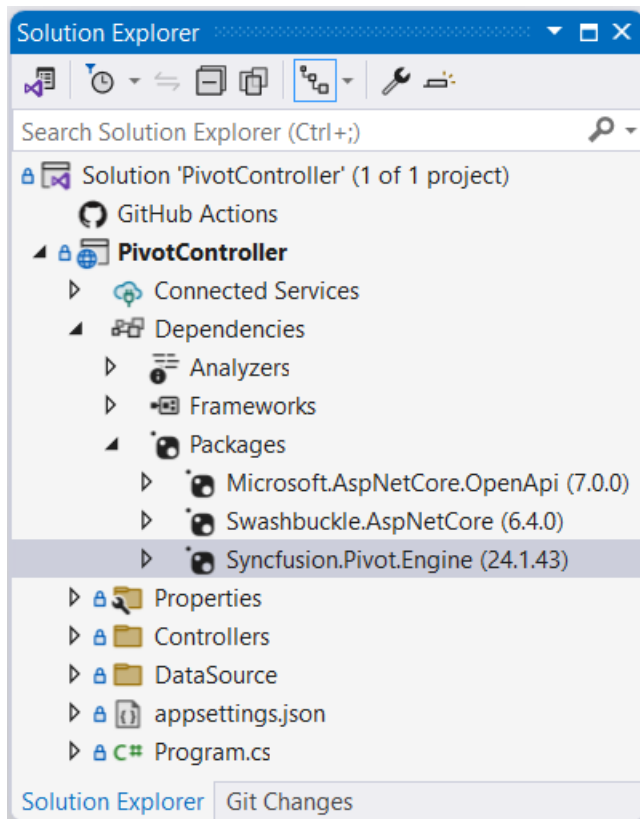 Solution Explorer
Search Solution Explorer (Ctrl+;)
Solution 'PivotController' (1 of 1 project)
GitHub Actions
PivotController
Connected Services
Dependencies
Analyzers
Frameworks
Packages
Microsoft.AspNetCore.OpenApi (7.0.0)
Swashbuckle.AspNetCore (6.4.0)
Syncfusion.Pivot.Engine (24.1.43)
Properties
Controllers
DataSource
appsettings.json
C# Program.cs
Solution Explorer Git Changes